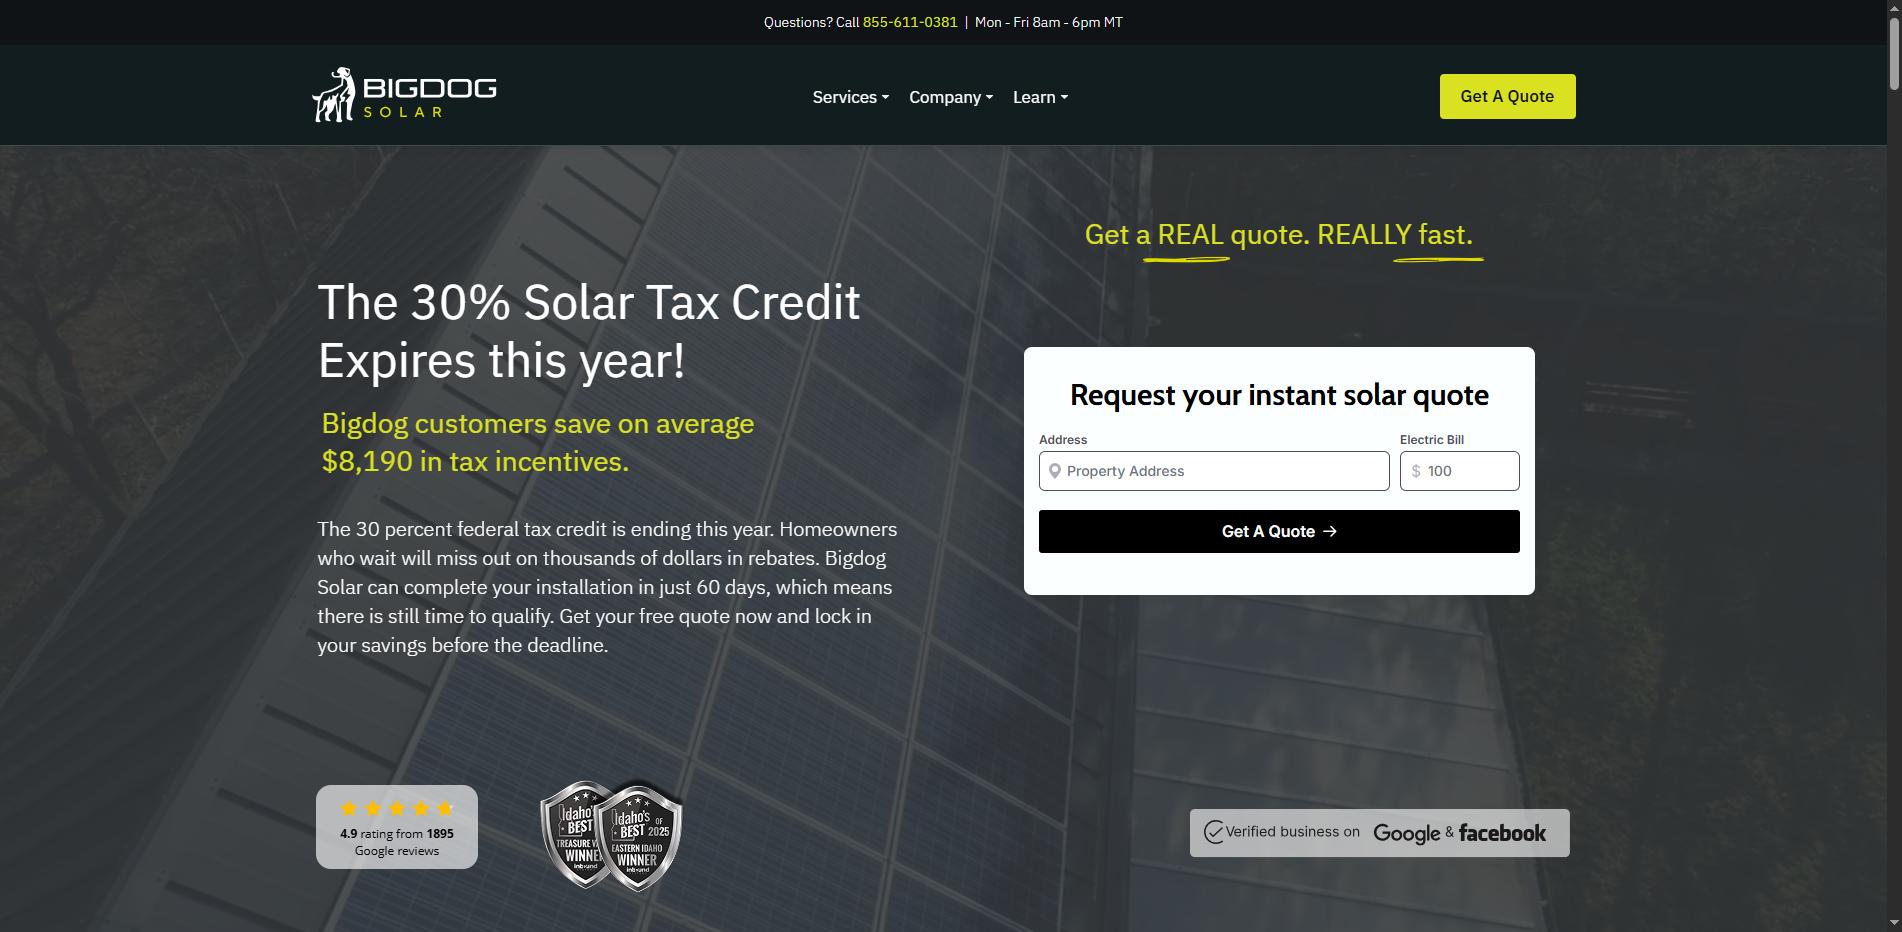 Questions? Call 855-611-0381 | Mon - Fri 8am - 6pm MT
BIGDOG
SOLAR
Services
Company
Learn
Get A Quote
Get a REAL quote. REALLY fast.
The 30% Solar Tax Credit
Expires this year!
Bigdog customers save on average
$8,190 in tax incentives.
The 30 percent federal tax credit is ending this year. Homeowners
who wait will miss out on thousands of dollars in rebates. Bigdog
Solar can complete your installation in just 60 days, which means
there is still time to qualify. Get your free quote now and lock in
your savings before the deadline.
Request your instant solar quote
Address
Electric Bill
Property Address
$ 100
Get A Quote →
4.9 rating from 1895
Google reviews
Idaho's
BEST
TREASURE
Idaho's
BEST OF 2025
EASTERN IDAHO
WINNER
inbound
Verified business on Google & facebook